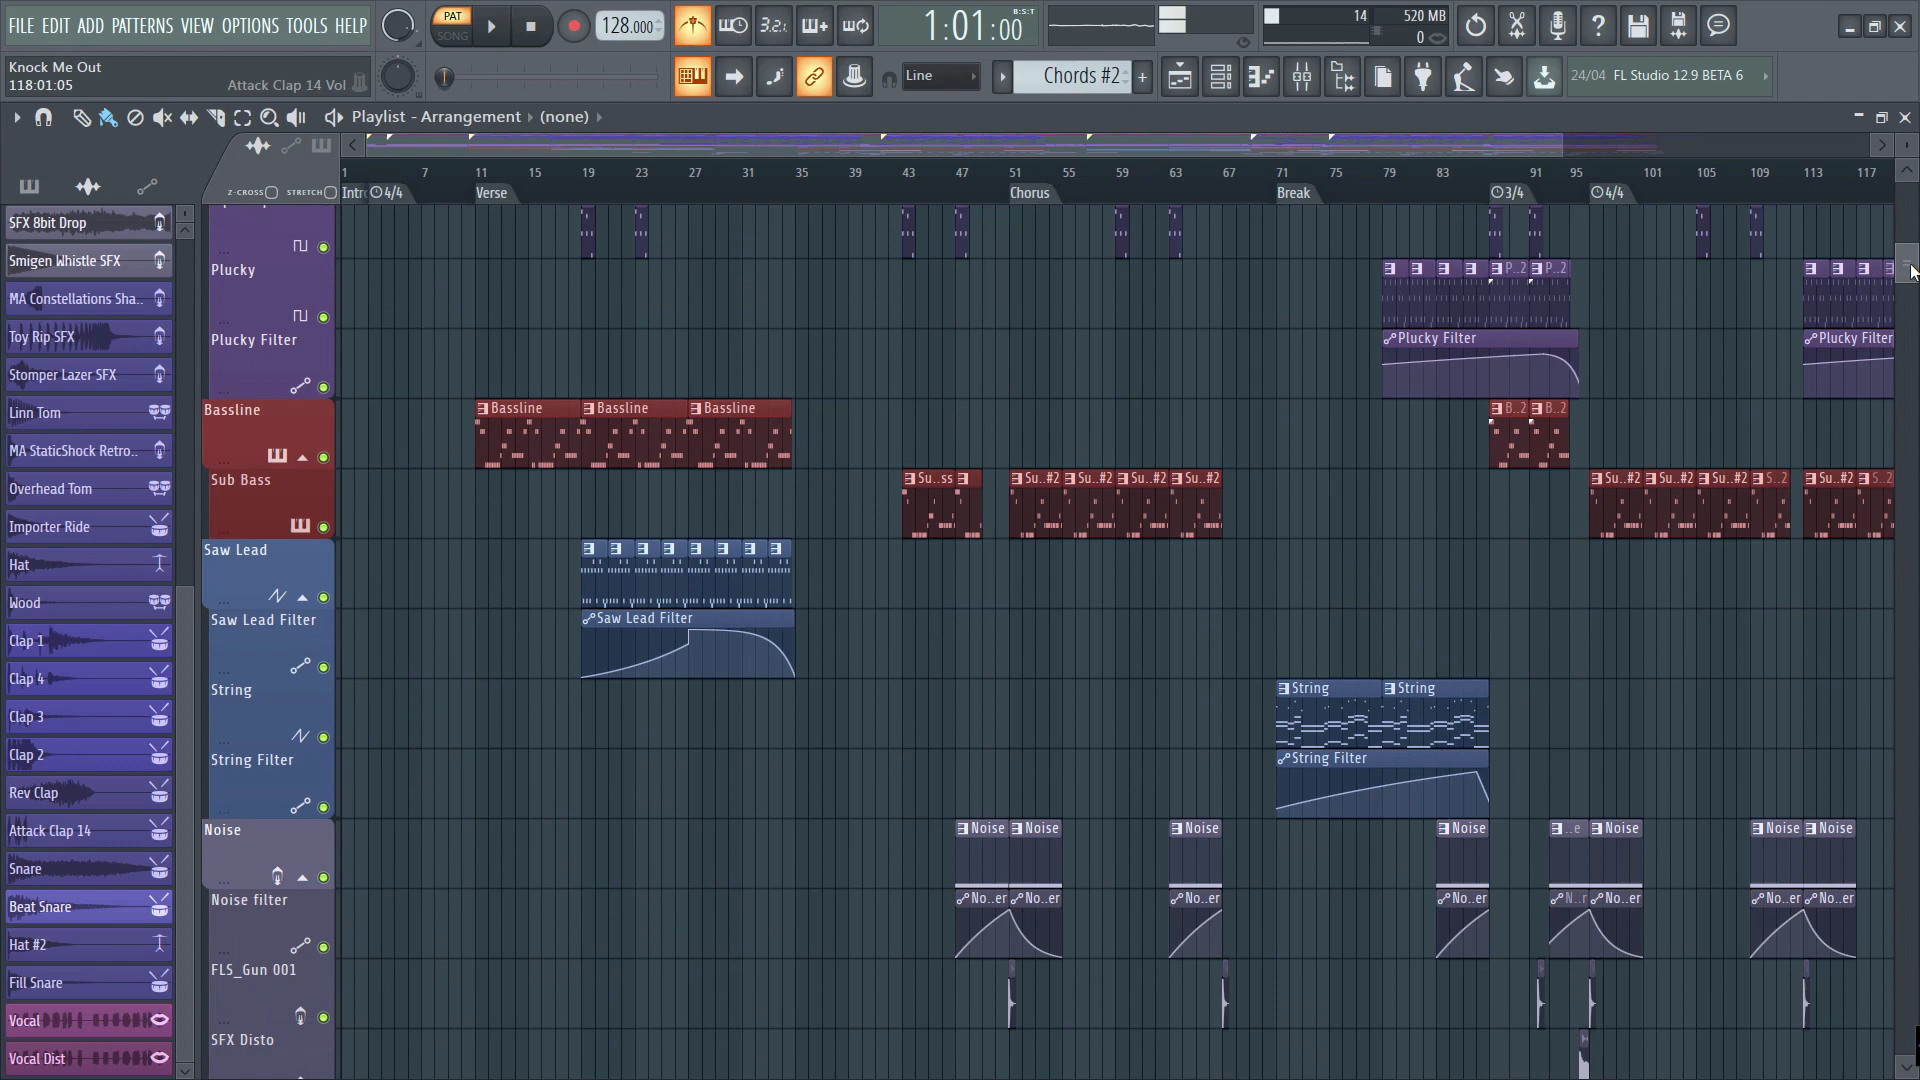 FILE EDIT ADD PATTERNS VIEW OPTIONS TOOLS HELP
PAT
SONG
128.000
3.2.1
1:01:00
B:S:T
14
520 MB
0
Knock Me Out
118:01:05
Attack Clap 14 Vol
Line
Chords #2
24/04 FL Studio 12.9 BETA 6
Playlist - Arrangement › (none) ›
1 7 11 15 19 23 27 31 35 39 43 47 51 55 59 63 67 71 75 79 83 91 95 101 105 109 113 117
Z-CROSS STRETCH
4/4 Verse Chorus Break 3/4 4/4
SFX 8bit Drop
Smigen Whistle SFX
MA Constellations Sha..
Toy Rip SFX
Stomper Lazer SFX
Linn Tom
MA StaticShock Retro..
Overhead Tom
Importer Ride
Hat
Wood
Clap 1
Clap 4
Clap 3
Clap 2
Rev Clap
Attack Clap 14
Snare
Beat Snare
Hat #2
Fill Snare
Vocal
Vocal Dist
Plucky
P..2 P..2
Plucky Filter
Plucky Filter Plucky Filter
Bassline
Bassline Bassline Bassline B..2 B..2
Sub Bass
Su..ss Su..#2 Su..#2 Su..#2 Su..#2 Su..#2 Su..#2 Su..#2 S..2 Su..#2 S..2
Saw Lead
Saw Lead Filter
Saw Lead Filter
String
String String
String Filter
String Filter
Noise
Noise Noise Noise Noise ..e Noise Noise Noise
Noise filter
No..er No..er No..er No..er N..r No..er No..er No..er
FLS_Gun 001
SFX Disto